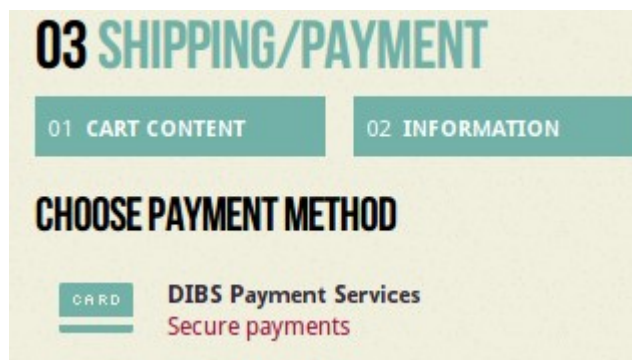 03 SHIPPING/PAYMENT
01 CART CONTENT 02 INFORMATION
CHOOSE PAYMENT METHOD
CARD DIBS Payment Services
Secure payments